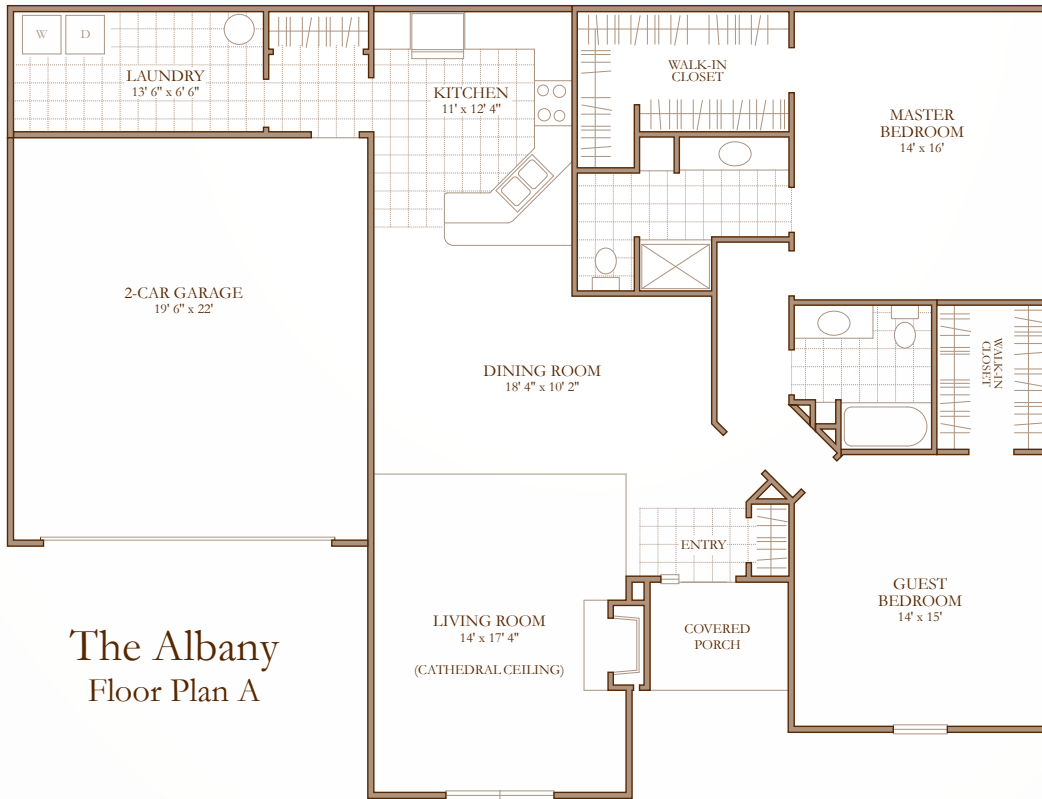 W
D
LAUNDRY
13' 6" x 6' 6"
KITCHEN
11' x 12' 4"
WALK-IN
CLOSET
MASTER
BEDROOM
14' x 16'
2-CAR GARAGE
19' 6" x 22'
DINING ROOM
18' 4" x 10' 2"
WALK-IN
CLOSET
ENTRY
LIVING ROOM
14' x 17' 4"
(CATHEDRAL CEILING)
COVERED
PORCH
GUEST
BEDROOM
14' x 15'
The Albany
Floor Plan A